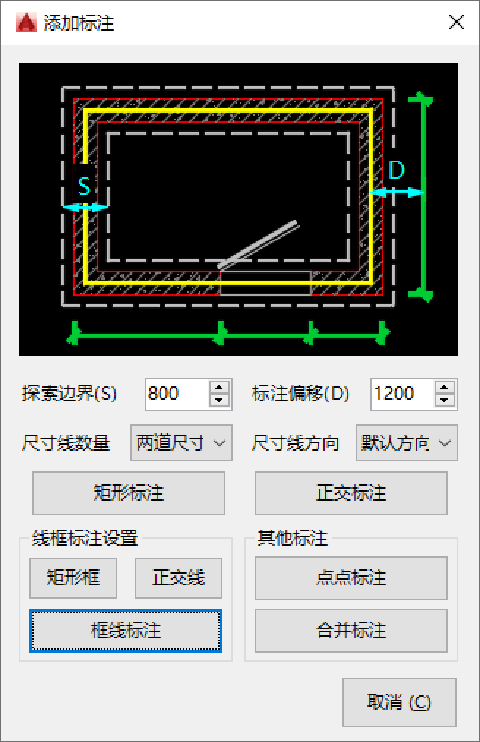 添加标注
S
D
探索边界(S) 800 标注偏移(D) 1200
尺寸线数量 两道尺寸 尺寸线方向 默认方向
矩形标注 正交标注
线框标注设置 其他标注
矩形框 正交线 点点标注
框线标注 合并标注
取消 (C)